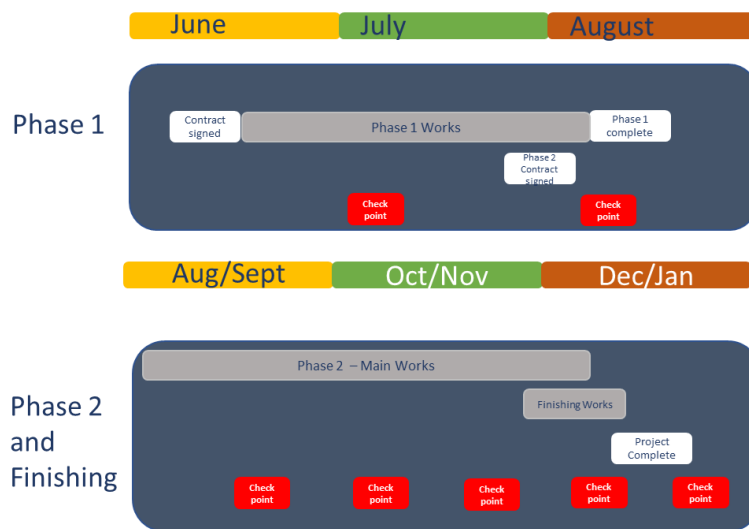 June
July
August
Phase 1
Contract
signed
Phase 1 Works
Phase 1
complete
Phase 2
Contract
signed
Check
point
Check
point
Aug/Sept
Oct/Nov
Dec/Jan
Phase 2
and
Finishing
Phase 2 – Main Works
Finishing Works
Project
Complete
Check
point
Check
point
Check
point
Check
point
Check
point